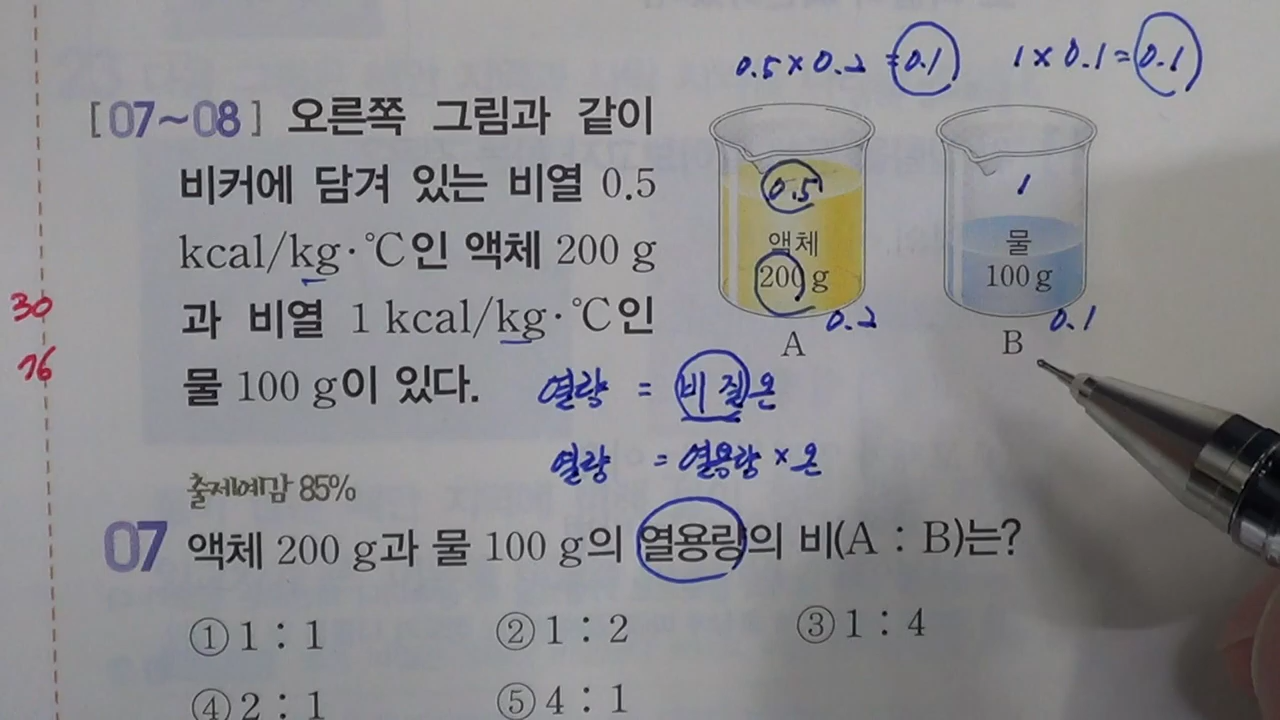 0.5 × 0.2 = 0.1
1 × 0.1 = 0.1
[07~08] 오른쪽 그림과 같이
비커에 담겨 있는 비열 0.5
kcal/kg·℃인 액체 200 g
과 비열 1 kcal/kg·℃인
물 100 g이 있다.
0.5
액체
200 g
0.2
A
1
물
100 g
0.1
B
30
76
열량 = 비 질 온
열량 = 열용량 × 온
출제예감 85%
07 액체 200 g과 물 100 g의 열용량의 비(A : B)는?
① 1 : 1 ② 1 : 2 ③ 1 : 4
④ 2 : 1 ⑤ 4 : 1